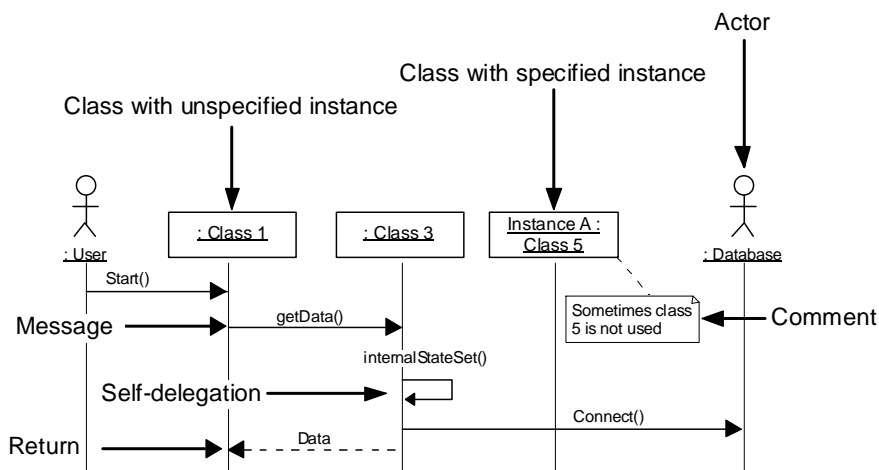 Actor
Class with specified instance
Class with unspecified instance
: User
: Class 1
: Class 3
Instance A :
Class 5
: Database
Start()
Sometimes class
5 is not used
Comment
Message
getData()
internalStateSet()
Self-delegation
Connect()
Return
Data